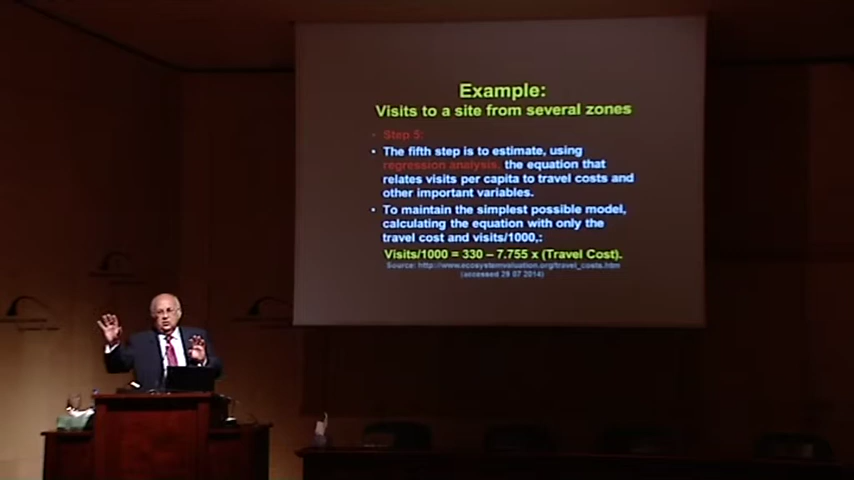 Example:
Visits to a site from several zones
• Step 5:
• The fifth step is to estimate, using
regression analysis, the equation that
relates visits per capita to travel costs and
other important variables.
• To maintain the simplest possible model,
calculating the equation with only the
travel cost and visits/1000,:
Visits/1000 = 330 – 7.755 x (Travel Cost).
Source: http://www.ecosystemvaluation.org/travel_costs.htm
(accessed 29 07 2014)